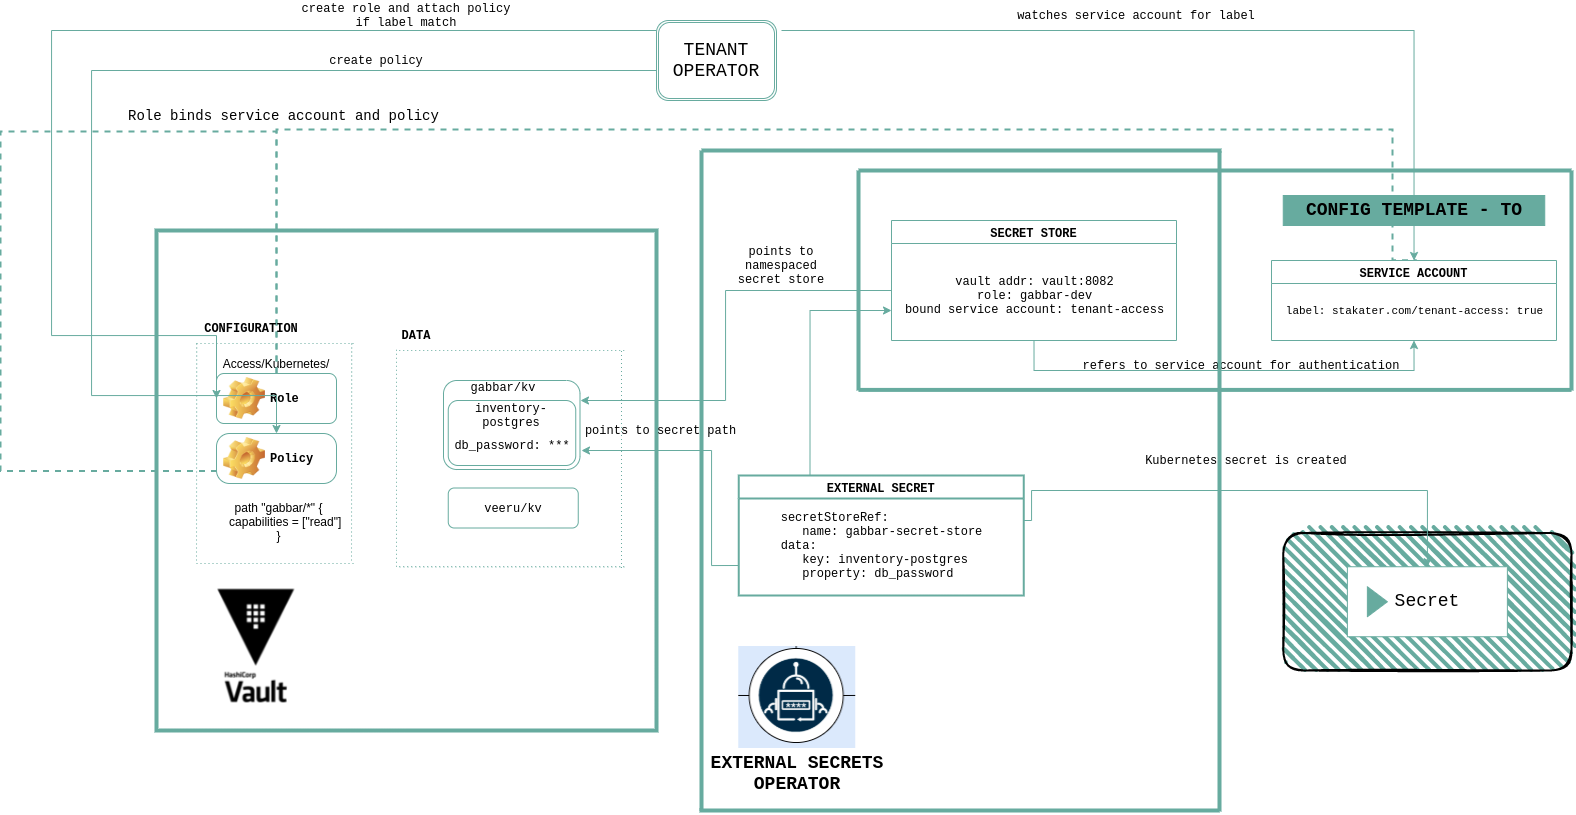 create role and attach policy
if label match
watches service account for label
TENANT
OPERATOR
create policy
Role binds service account and policy
CONFIG TEMPLATE - TO
SECRET STORE
vault addr: vault:8082
role: gabbar-dev
bound service account: tenant-access
SERVICE ACCOUNT
label: stakater.com/tenant-access: true
refers to service account for authentication
points to
namespaced
secret store
CONFIGURATION
Access/Kubernetes/
Role
Policy
path "gabbar/*" {
capabilities = ["read"]
}
DATA
gabbar/kv
inventory-
postgres
db_password: ***
veeru/kv
points to secret path
EXTERNAL SECRET
secretStoreRef:
name: gabbar-secret-store
data:
key: inventory-postgres
property: db_password
Kubernetes secret is created
Secret
HashiCorp
Vault
****
EXTERNAL SECRETS
OPERATOR